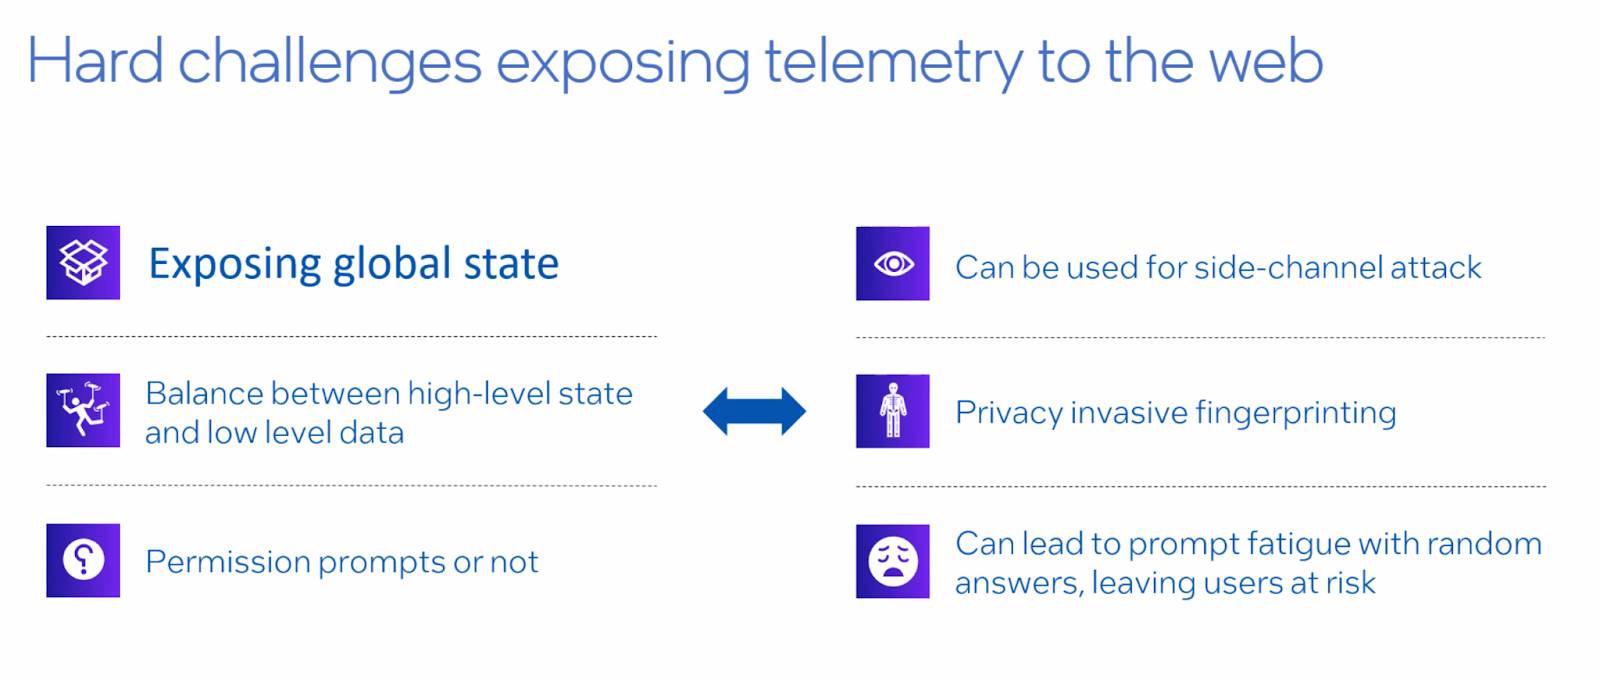 Hard challenges exposing telemetry to the web
Exposing global state
Can be used for side-channel attack
Balance between high-level state
and low level data
Privacy invasive fingerprinting
Permission prompts or not
Can lead to prompt fatigue with random
answers, leaving users at risk